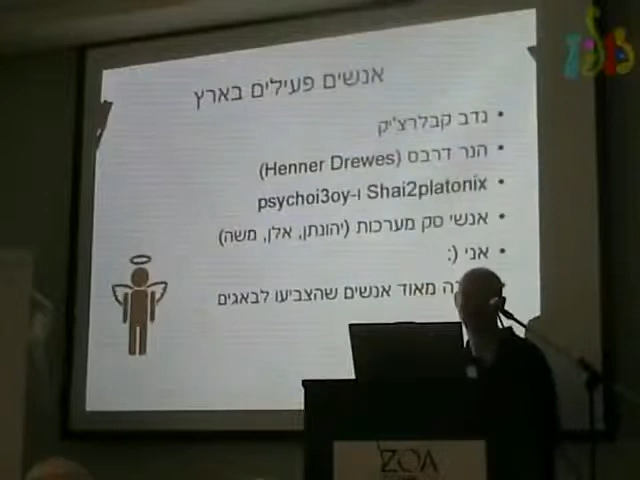 אנשים פעילים בארץ
• נדב קבלרצ'יק
• הנר דרבס (Henner Drewes)
• Shai2platonix ו-psychoi3oy
• אנשי סק מערכות (יהונתן, אלן, משה)
• אני (:
מאוד אנשים שהצביעו לבאגים
ZOA